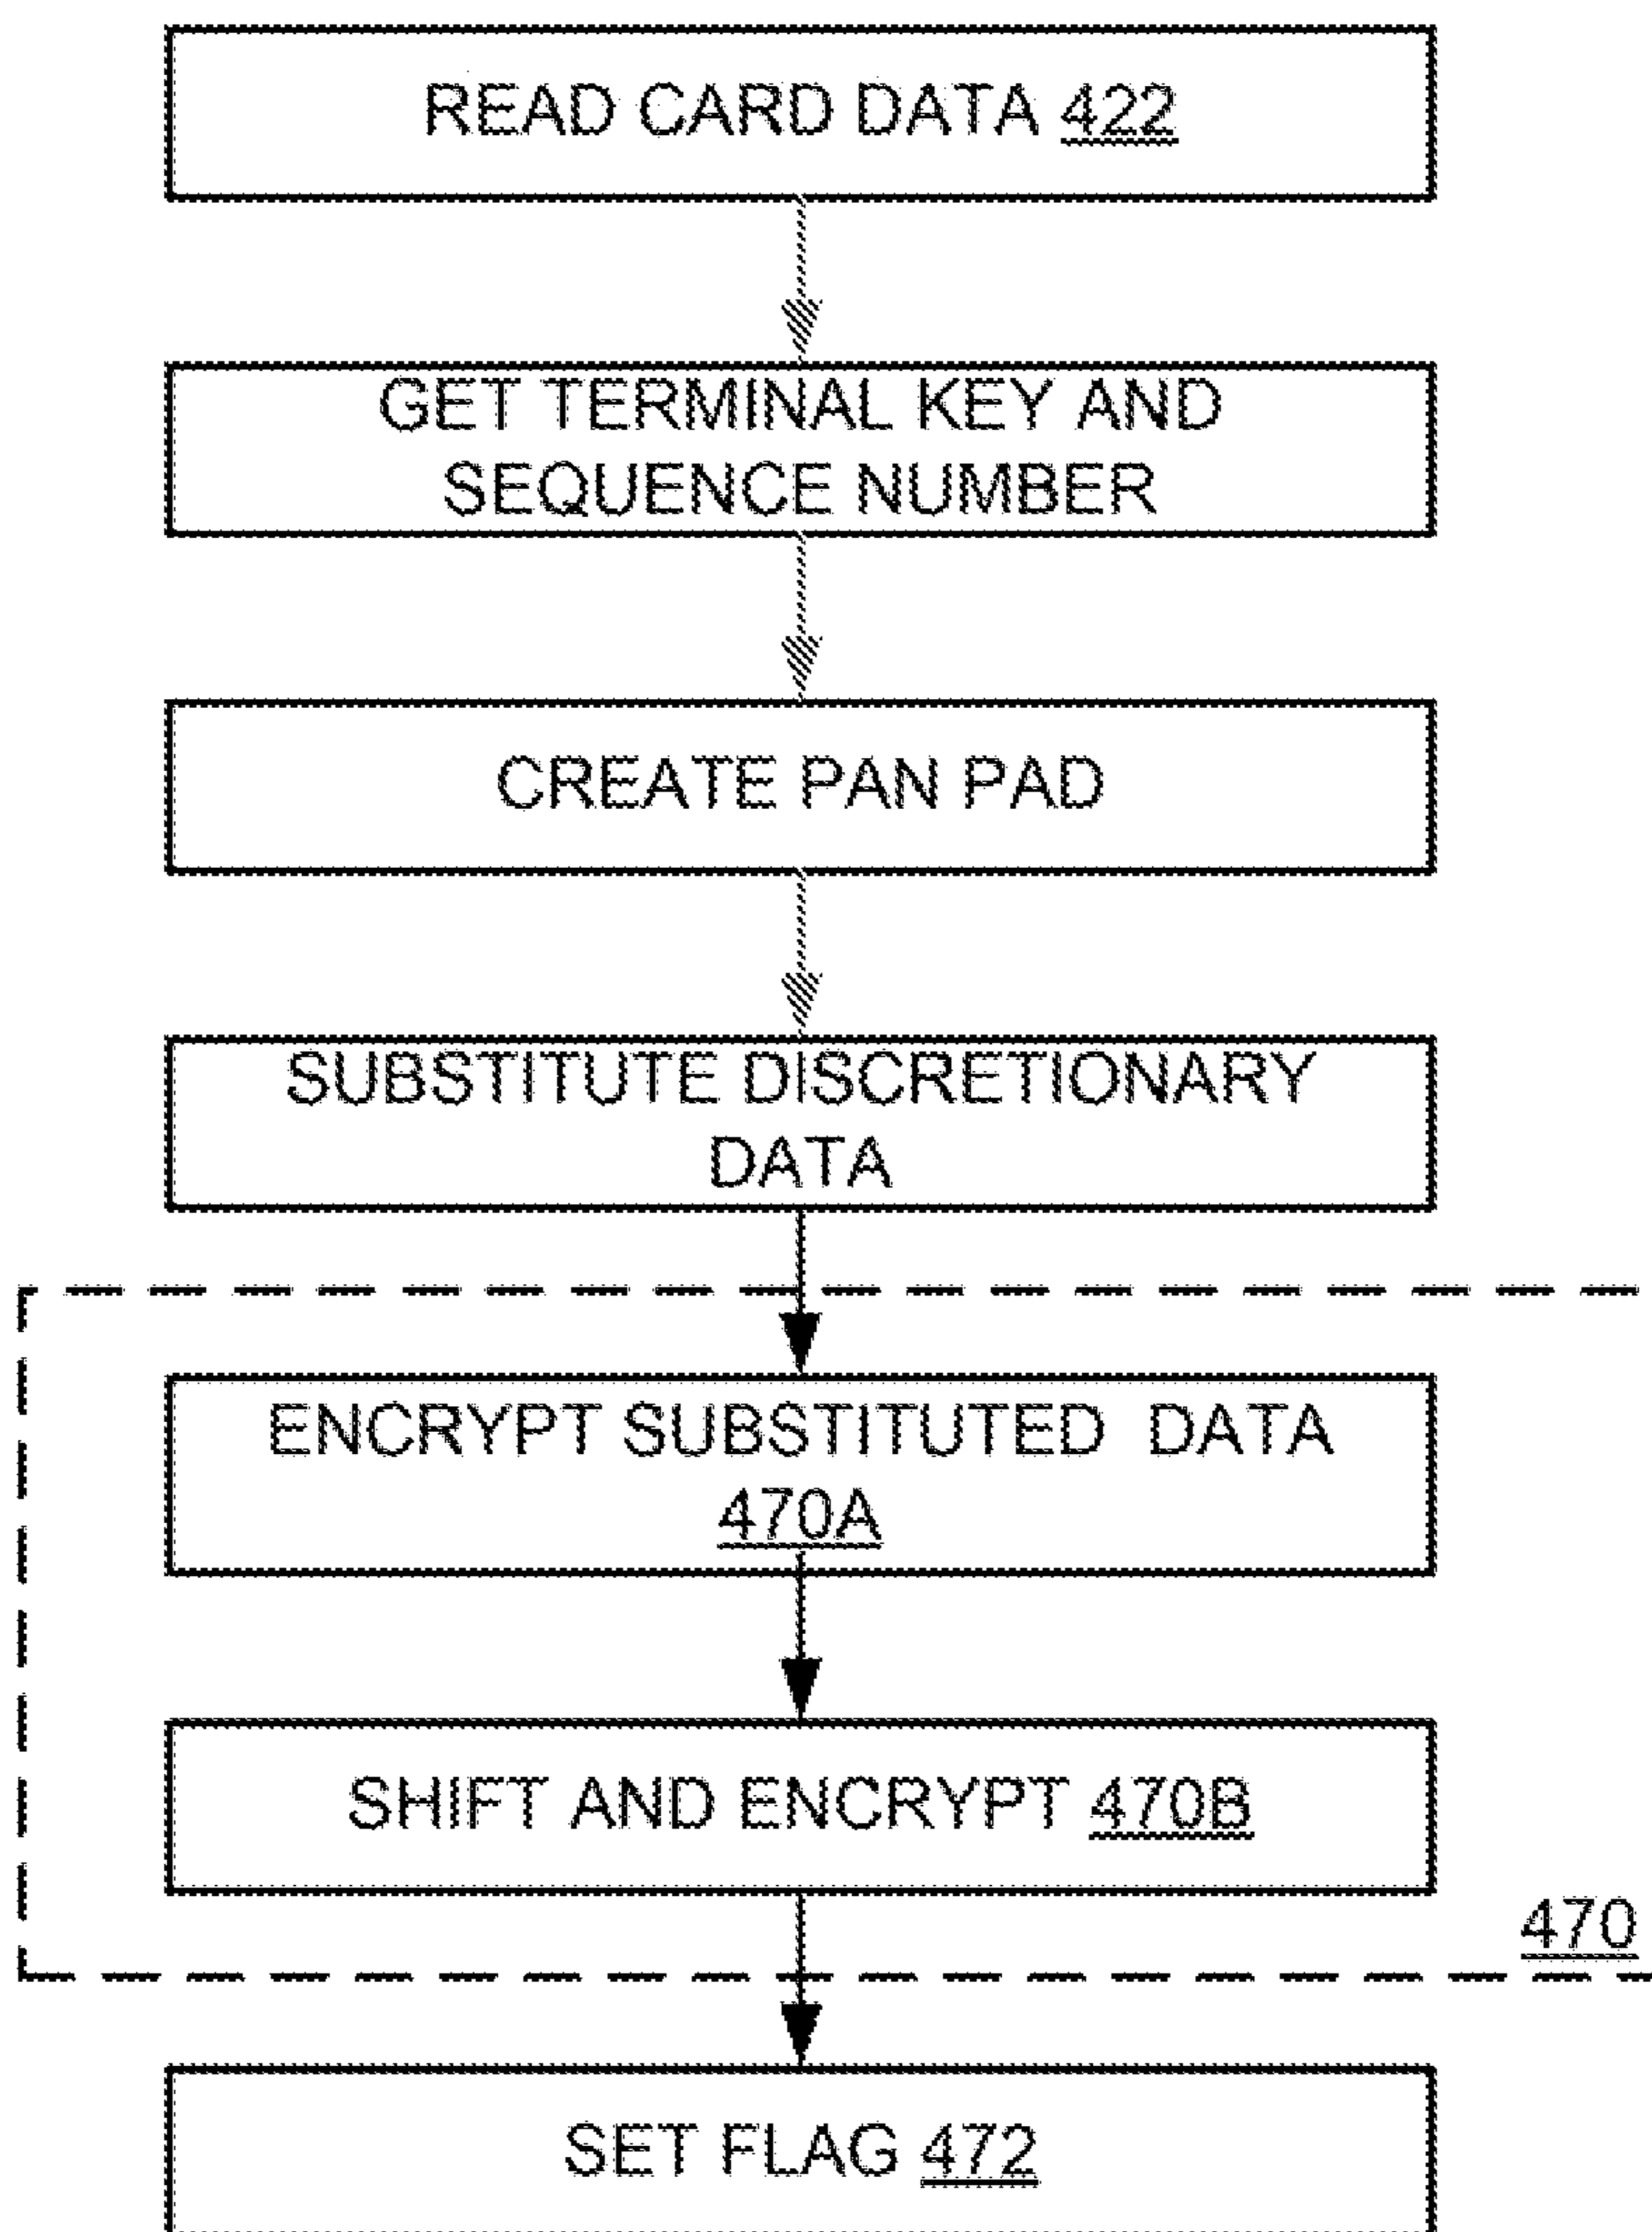 READ CARD DATA 422
GET TERMINAL KEY AND
SEQUENCE NUMBER
CREATE PAN PAD
SUBSTITUTE DISCRETIONARY
DATA
ENCRYPT SUBSTITUTED DATA
470A
SHIFT AND ENCRYPT 470B
470
SET FLAG 472